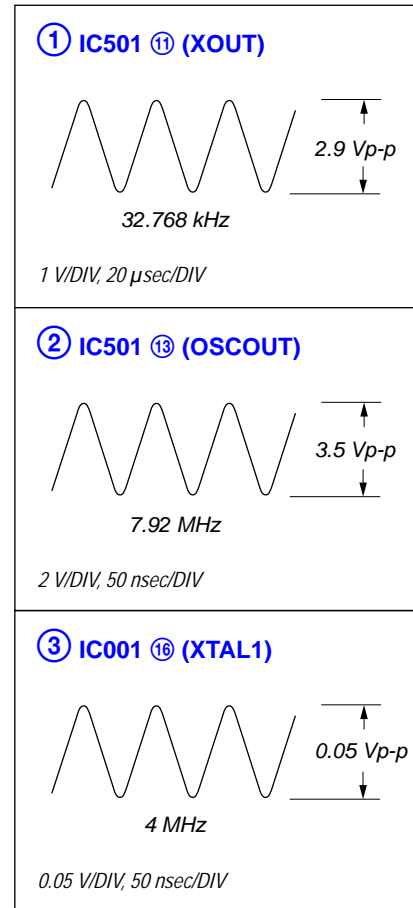 ① IC501 ⑪ (XOUT)
2.9 Vp-p
32.768 kHz
1 V/DIV, 20 µsec/DIV
② IC501 ⑬ (OSCOUT)
3.5 Vp-p
7.92 MHz
2 V/DIV, 50 nsec/DIV
③ IC001 ⑯ (XTAL1)
0.05 Vp-p
4 MHz
0.05 V/DIV, 50 nsec/DIV